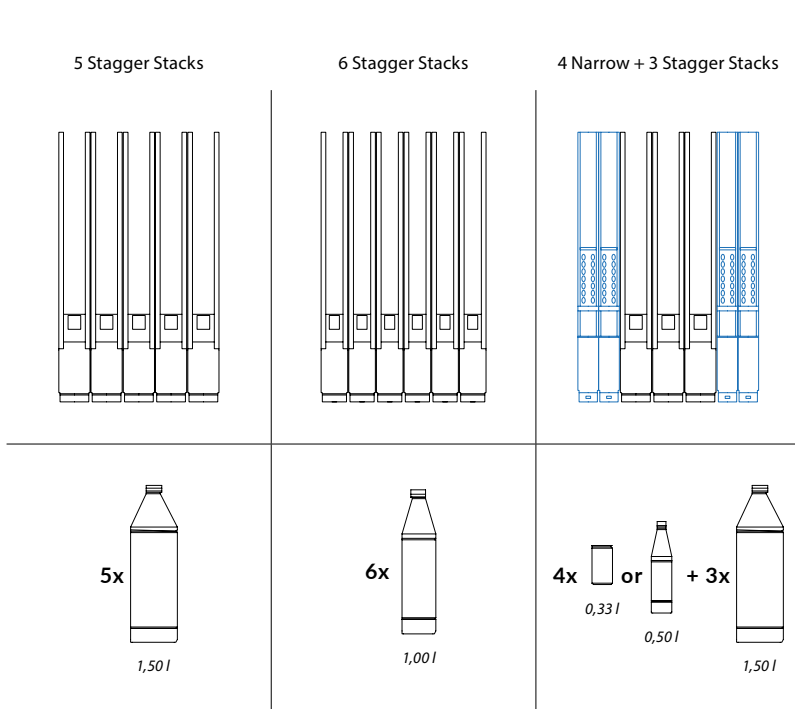 5 Stagger Stacks
6 Stagger Stacks
4 Narrow + 3 Stagger Stacks
5x
1,50 l
6x
1,00 l
4x or + 3x
0,33 l
0,50 l
1,50 l